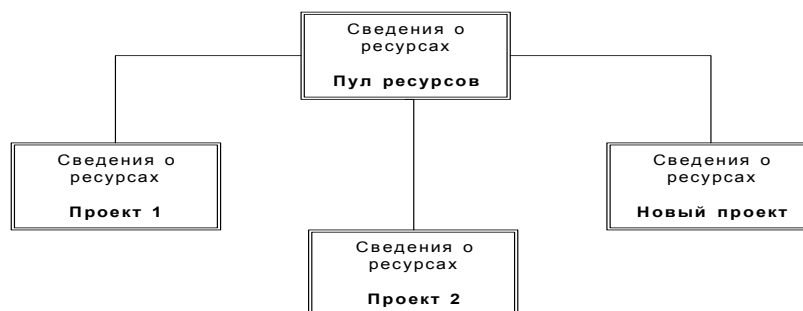 Сведения о
ресурсах
Пул ресурсов
Сведения о
ресурсах
Проект 1
Сведения о
ресурсах
Новый проект
Сведения о
ресурсах
Проект 2